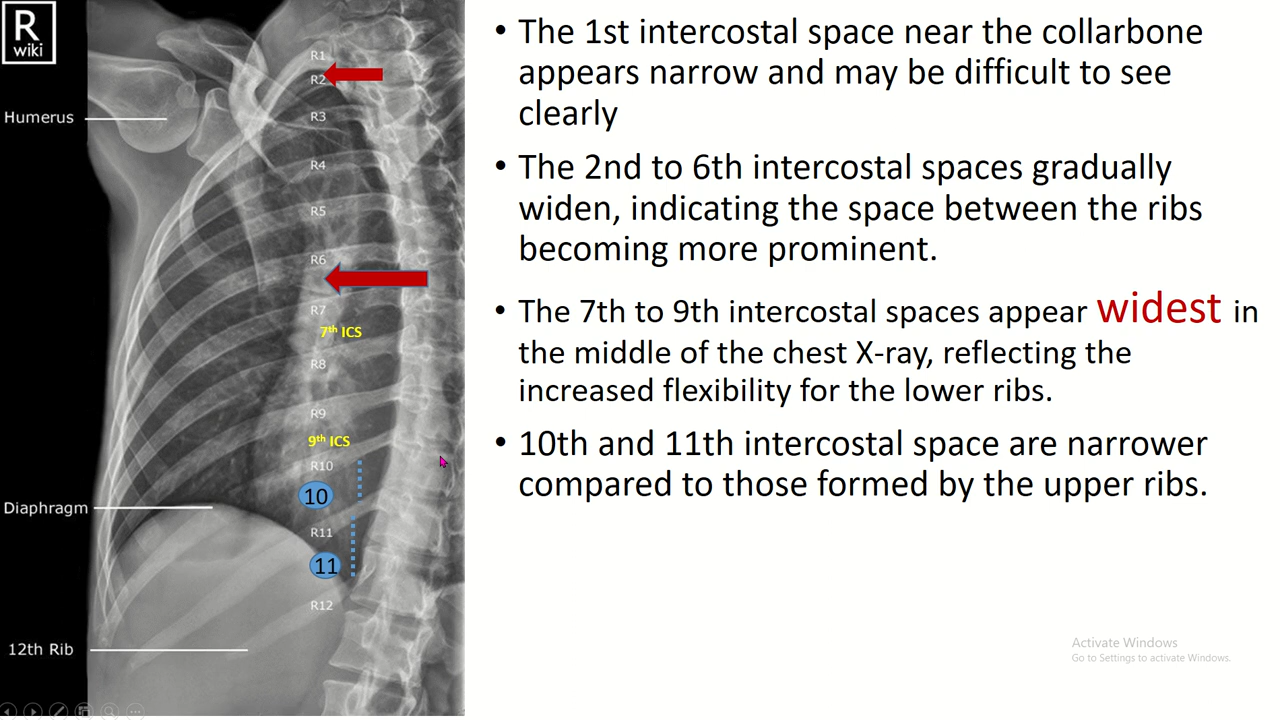 R
wiki
R1
R2
Humerus
R3
R4
R5
R6
R7
7th ICS
R8
R9
9th ICS
R10
10
Diaphragm
R11
11
R12
12th Rib
• The 1st intercostal space near the collarbone
appears narrow and may be difficult to see
clearly
• The 2nd to 6th intercostal spaces gradually
widen, indicating the space between the ribs
becoming more prominent.
• The 7th to 9th intercostal spaces appear widest in
the middle of the chest X-ray, reflecting the
increased flexibility for the lower ribs.
• 10th and 11th intercostal space are narrower
compared to those formed by the upper ribs.
Activate Windows
Go to Settings to activate Windows.